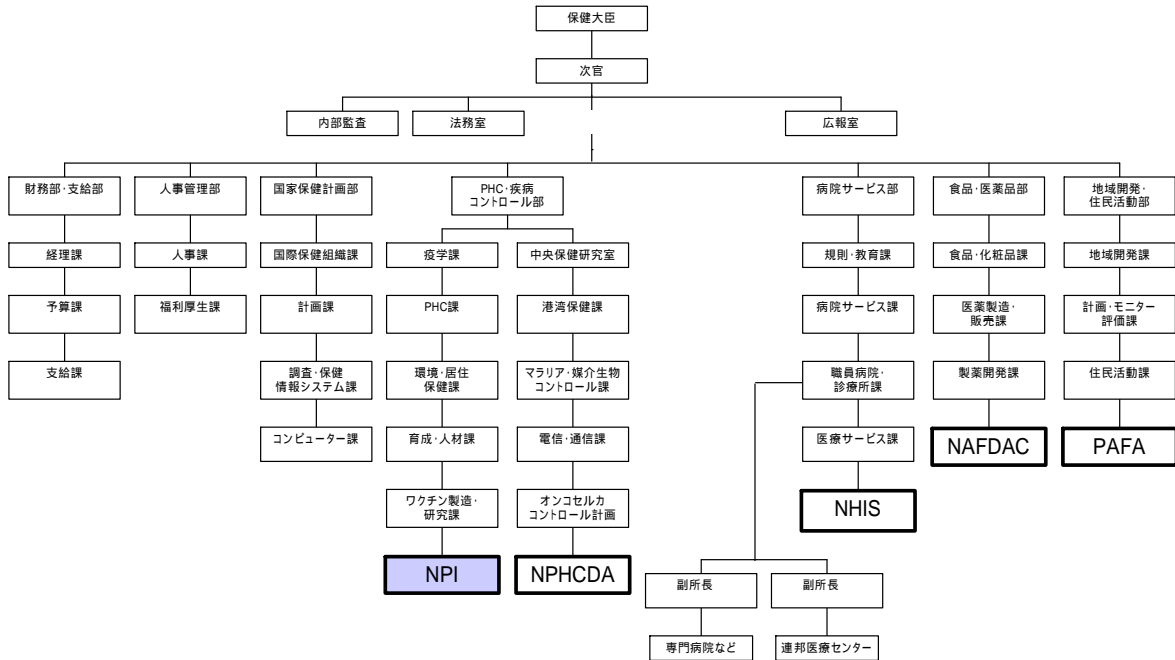 保健大臣
次官
内部監査
法務室
広報室
財務部・支給部
人事管理部
国家保健計画部
PHC・疾病
コントロール部
病院サービス部
食品・医薬品部
地域開発・
住民活動部
経理課
人事課
国際保健組織課
疫学課
中央保健研究室
規則・教育課
食品・化粧品課
地域開発課
予算課
福利厚生課
計画課
PHC課
港湾保健課
病院サービス課
医薬製造・
販売課
計画・モニター
評価課
支給課
調査・保健
情報システム課
環境・居住
保健課
マラリア・媒介生物
コントロール課
職員病院・
診療所課
製薬開発課
住民活動課
コンピューター課
育成・人材課
電信・通信課
医療サービス課
NAFDAC
PAFA
ワクチン製造・
研究課
オンコセルカ
コントロール計画
NHIS
NPI
NPHCDA
副所長
副所長
専門病院など
連邦医療センター